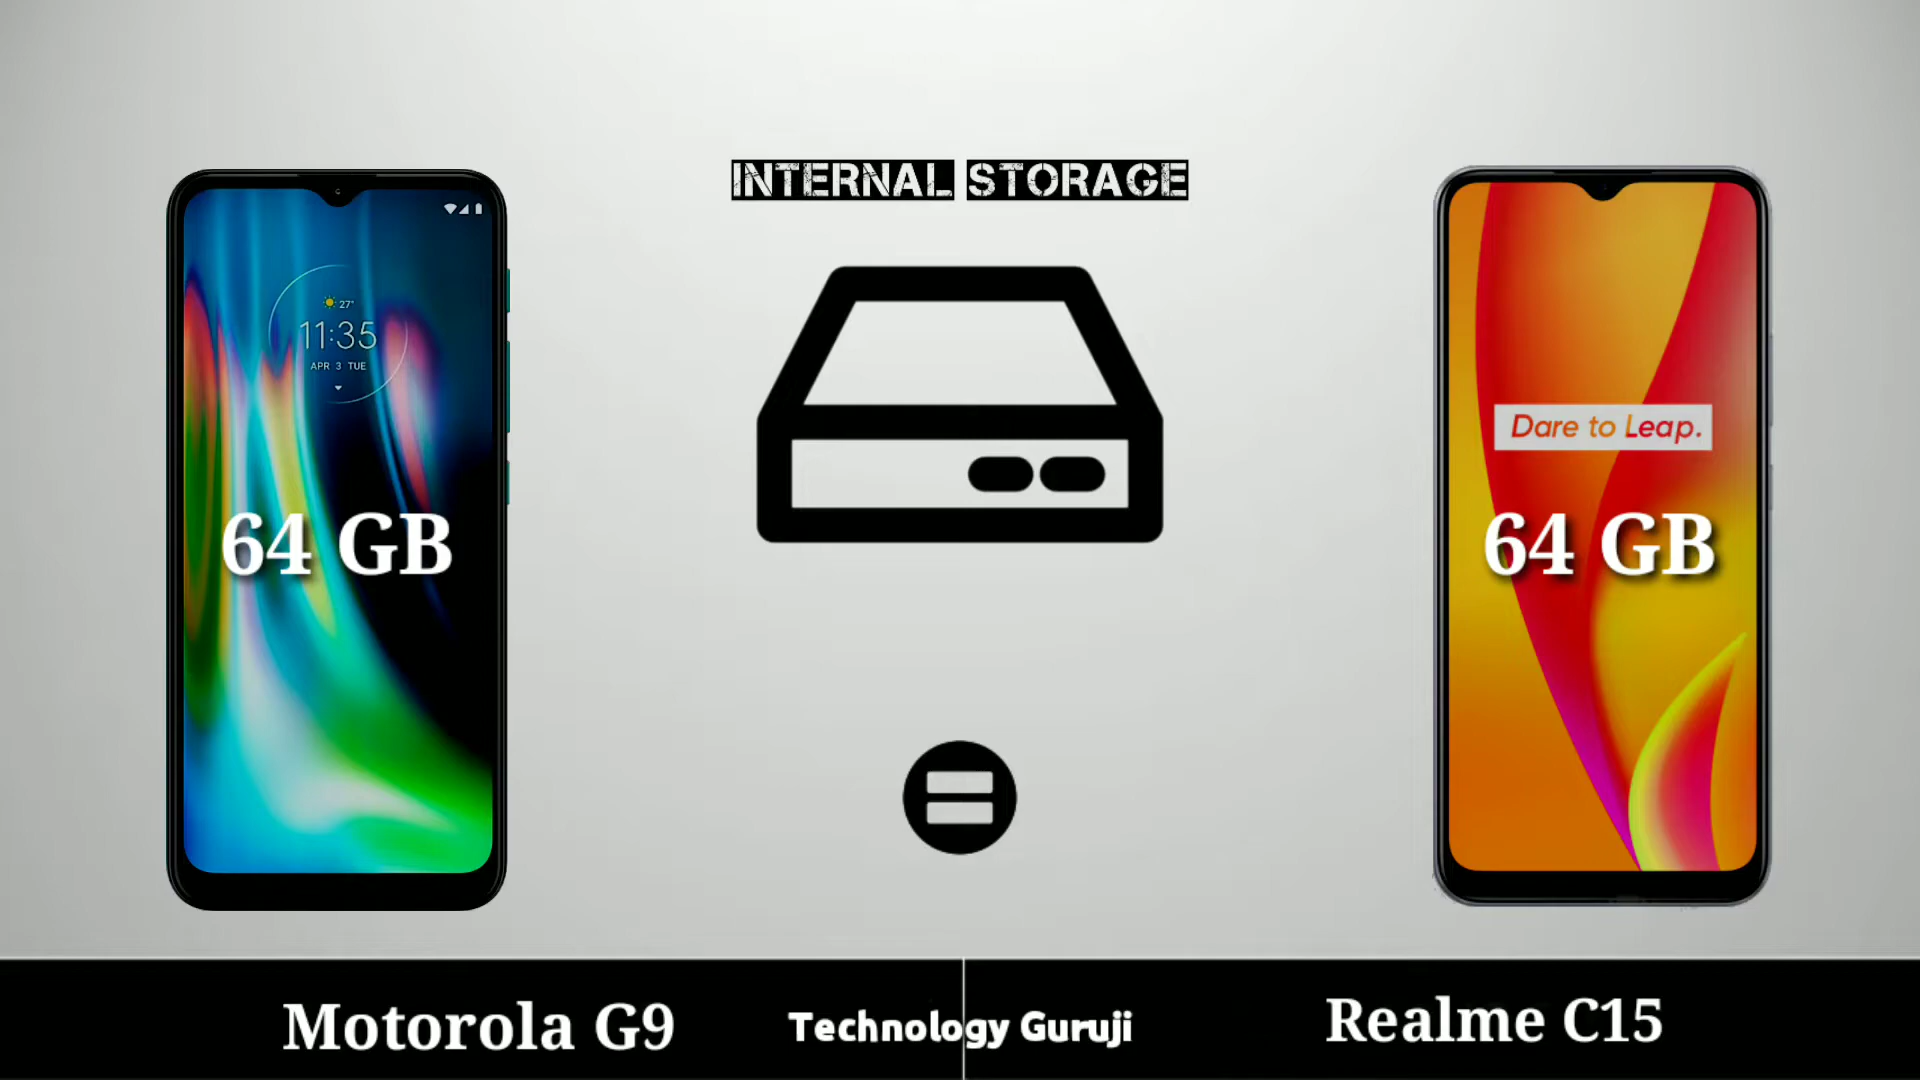 INTERNAL STORAGE
27°
11:35
APR 3 TUE
Dare to Leap.
64 GB
64 GB
Motorola G9
Technology Guruji
Realme C15